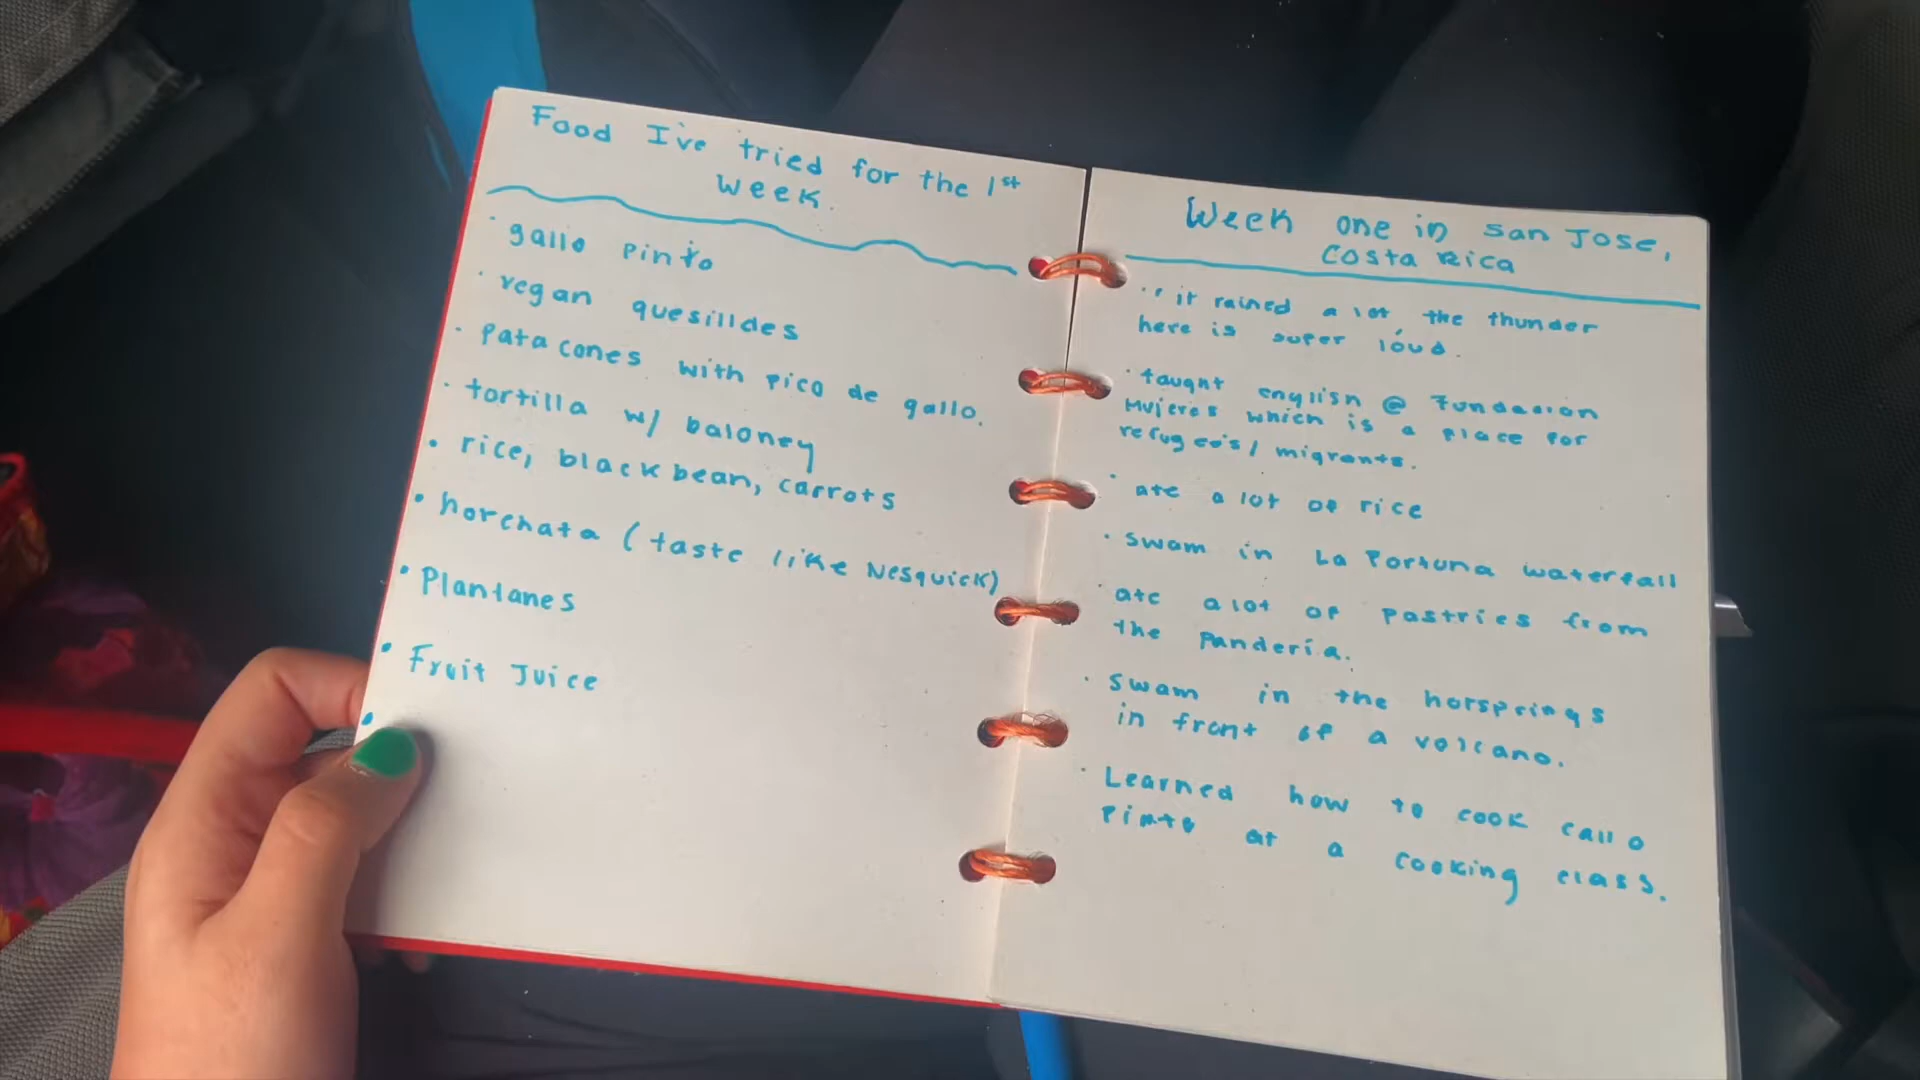 Food I've tried for the 1st
week.
· gallo pinto
· vegan quesilldes
· patacones with pico de gallo.
· tortilla w/ baloney
· rice, black bean, carrots
· horchata (taste like Nesquick)
· Plantanes
· Fruit Juice
·
Week one in San Jose,
Costa Rica
· it rained a lot, the thunder
here is super loud.
· taught english @ Fundacion
Mujeres which is a place for
refugeo's / migrants.
· ate a lot of rice
· swam in La Fortuna waterfall
· ate a lot of pastries from
the panderia.
· swam in the horsprings
in front of a volcano.
· Learned how to cook callo
pinto at a cooking class.